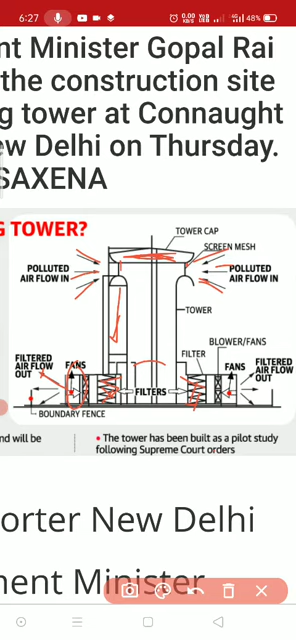 6:27
0.00 KB/S
48%
nt Minister Gopal Rai
the construction site
g tower at Connaught
ew Delhi on Thursday.
SAXENA
G TOWER?
TOWER CAP
SCREEN MESH
POLLUTED
AIR FLOW IN
POLLUTED
AIR FLOW IN
TOWER
BLOWER/FANS
FILTER
FILTERED
AIR FLOW
OUT
FANS
FILTERS
FANS
FILTERED
AIR FLOW
OUT
BOUNDARY FENCE
nd will be
• The tower has been built as a pilot study
following Supreme Court orders
orter New Delhi
nent Minister